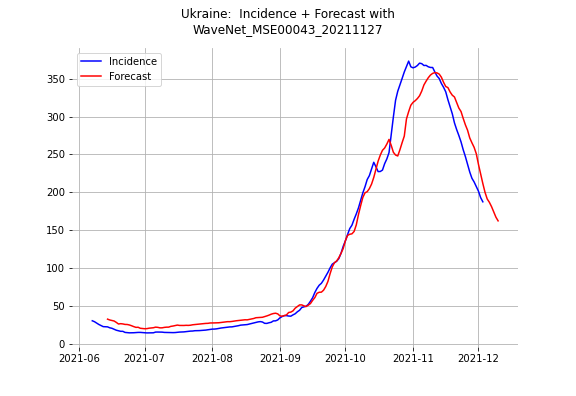 Ukraine:  Incidence + Forecast with
WaveNet_MSE00043_20211127
Incidence
Forecast
350
300
250
200
150
100
50
0
2021-06 2021-07 2021-08 2021-09 2021-10 2021-11 2021-12